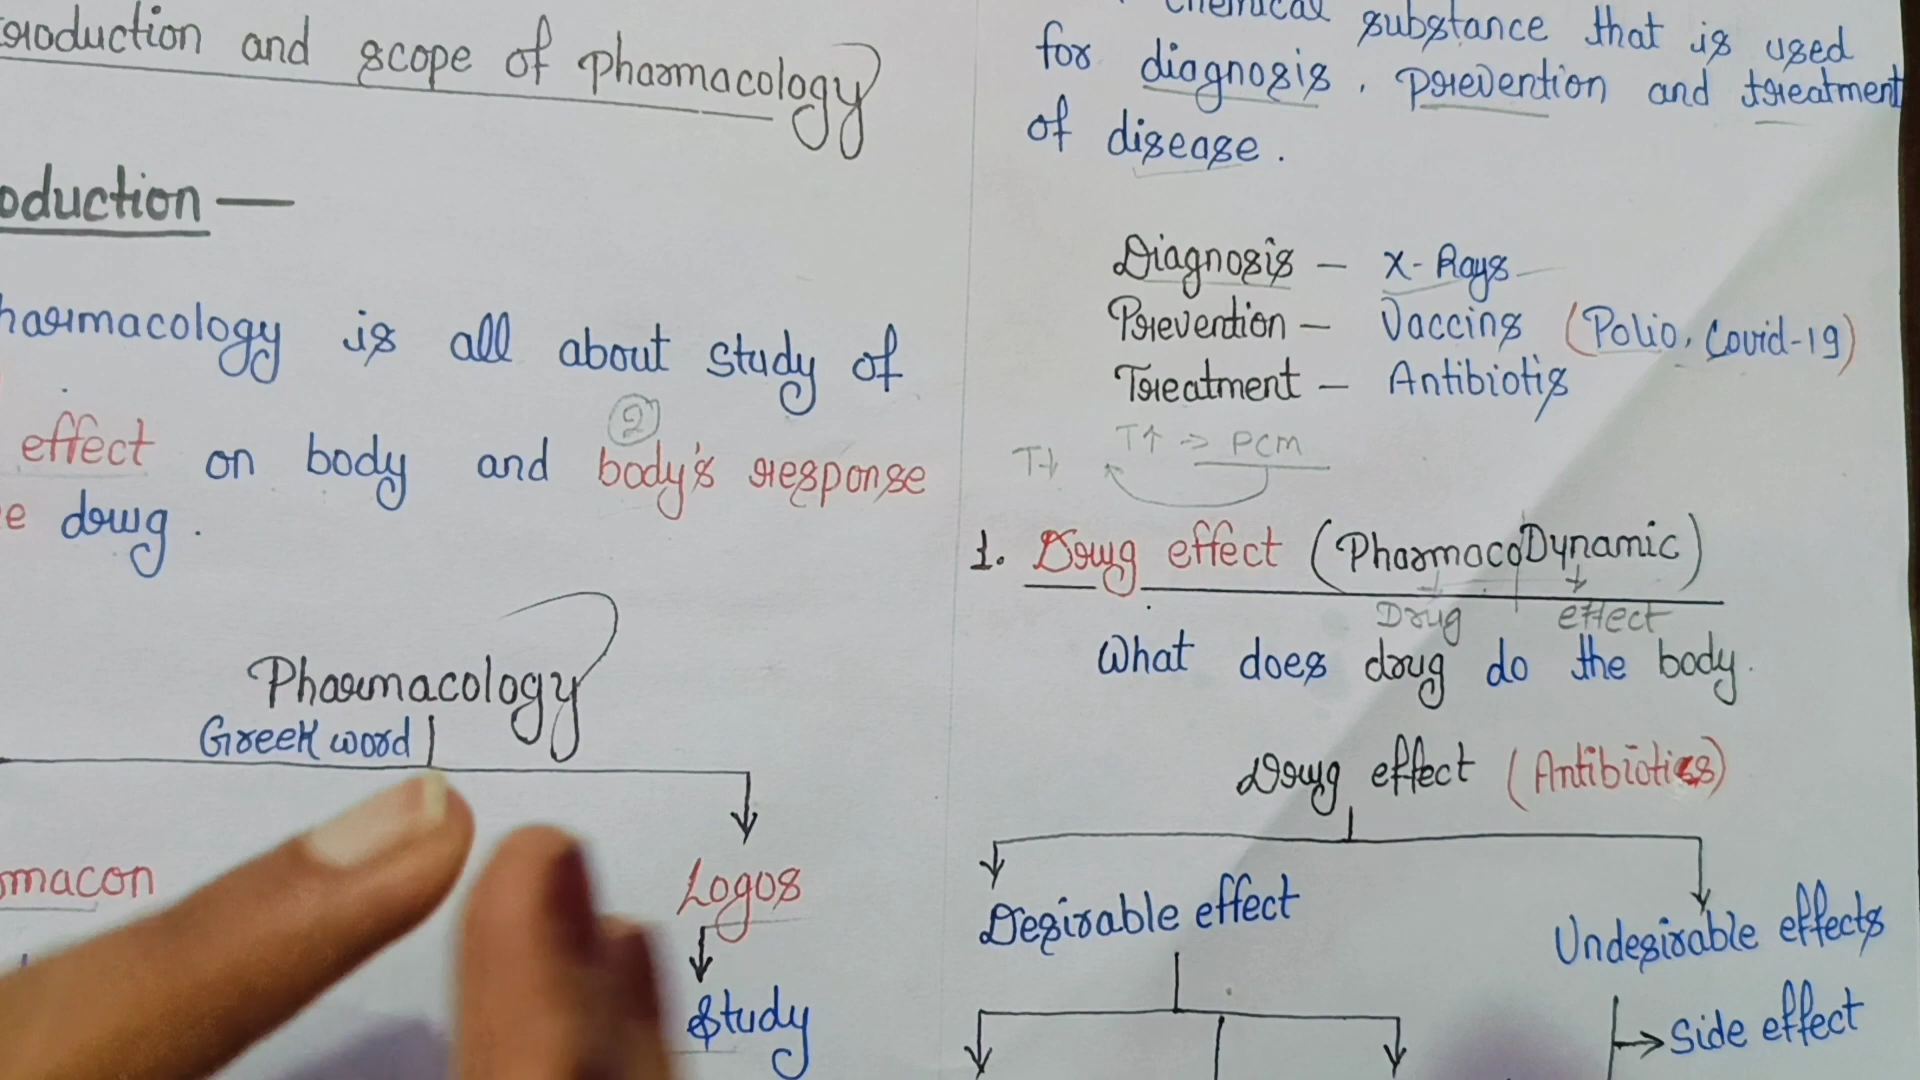 and scope of pharmacology
is all about study of
effect on body and body's response
2
drug.
Pharmacology
Greek word
Logos
Study
substance that is used
for diagnosis, prevention and treatment
of disease.
Diagnosis — X-Rays
Prevention — Vaccins (Polio, Covid-19)
Treatment — Antibiotis
T↓ T↑ => PCM
1. Drug effect (PharmacoDynamic)
Drug effect
What does drug do the body.
Drug effect (Antibiotics)
Desirable effect
Undesirable effects
Side effect